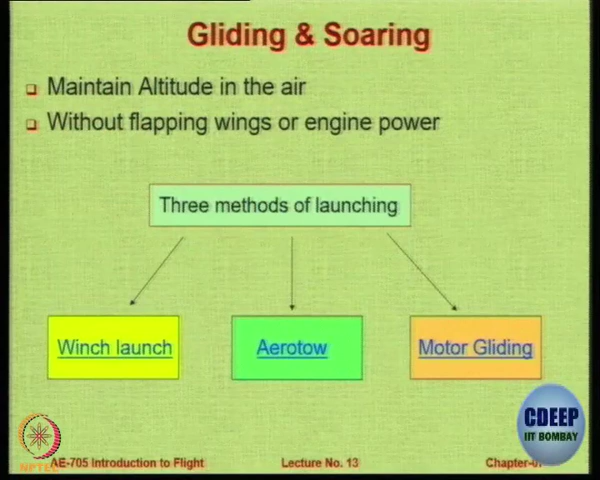 Gliding & Soaring
Maintain Altitude in the air
Without flapping wings or engine power
Three methods of launching
Winch launch
Aerotow
Motor Gliding
CDEEP
IIT BOMBAY
NPTEL
AE-705 Introduction to Flight
Lecture No. 13